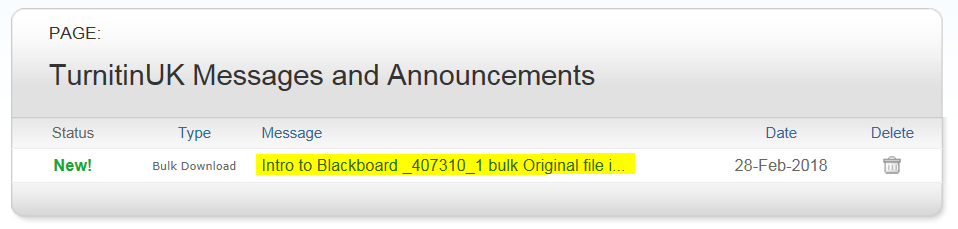 PAGE:
TurnitinUK Messages and Announcements
Status Type Message Date Delete
New! Bulk Download Intro to Blackboard _407310_1 bulk Original file i... 28-Feb-2018